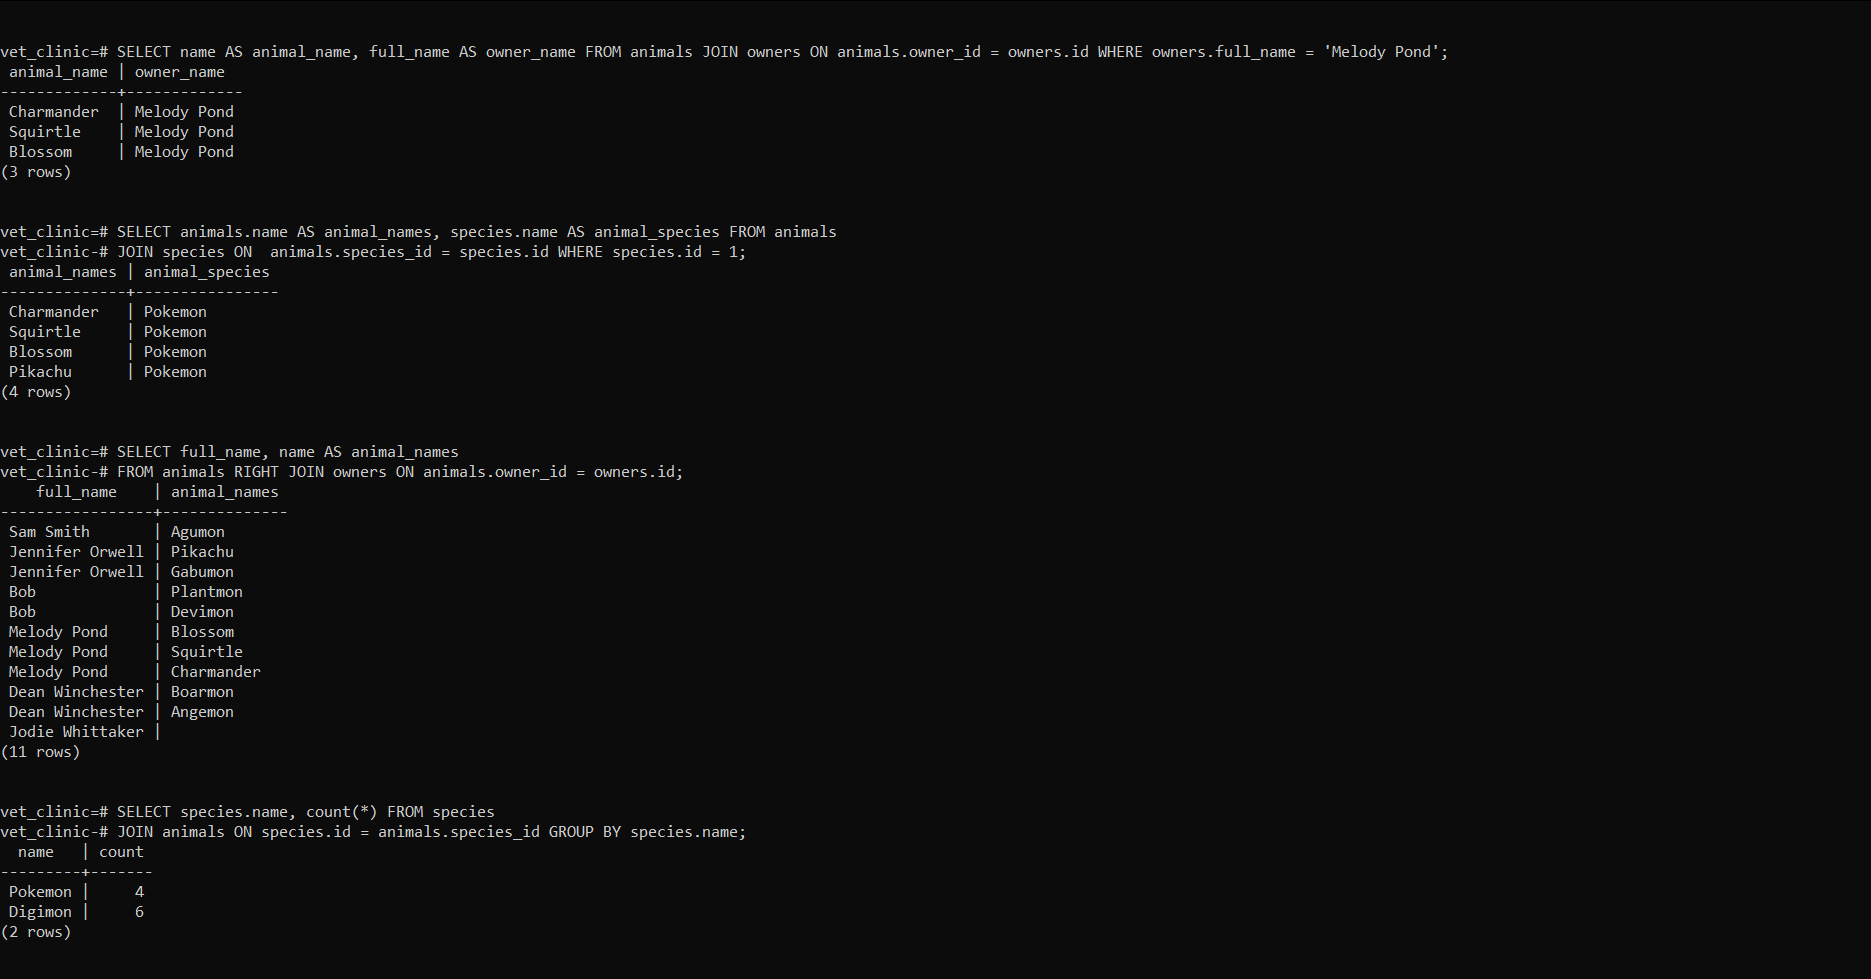 vet_clinic=# SELECT name AS animal_name, full_name AS owner_name FROM animals JOIN owners ON animals.owner_id = owners.id WHERE owners.full_name = 'Melody Pond';
 animal_name | owner_name
-------------+-------------
 Charmander  | Melody Pond
 Squirtle    | Melody Pond
 Blossom     | Melody Pond
(3 rows)
vet_clinic=# SELECT animals.name AS animal_names, species.name AS animal_species FROM animals
vet_clinic-# JOIN species ON  animals.species_id = species.id WHERE species.id = 1;
 animal_names | animal_species
--------------+----------------
 Charmander   | Pokemon
 Squirtle     | Pokemon
 Blossom      | Pokemon
 Pikachu      | Pokemon
(4 rows)
vet_clinic=# SELECT full_name, name AS animal_names
vet_clinic-# FROM animals RIGHT JOIN owners ON animals.owner_id = owners.id;
    full_name    | animal_names
-----------------+--------------
 Sam Smith       | Agumon
 Jennifer Orwell | Pikachu
 Jennifer Orwell | Gabumon
 Bob             | Plantmon
 Bob             | Devimon
 Melody Pond     | Blossom
 Melody Pond     | Squirtle
 Melody Pond     | Charmander
 Dean Winchester | Boarmon
 Dean Winchester | Angemon
 Jodie Whittaker |
(11 rows)
vet_clinic=# SELECT species.name, count(*) FROM species
vet_clinic-# JOIN animals ON species.id = animals.species_id GROUP BY species.name;
  name   | count
---------+-------
 Pokemon |     4
 Digimon |     6
(2 rows)